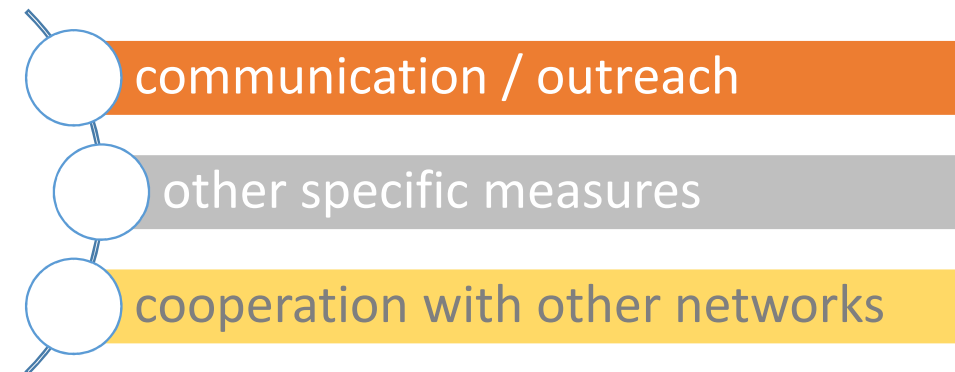 communication / outreach
other specific measures
cooperation with other networks